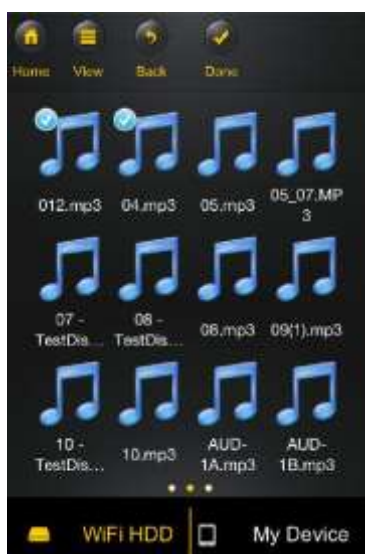 Home View Back Done
012.mp3 04.mp3 05.mp3 05_07.MP
3
07 - 08 - 08.mp3 09(1).mp3
TestDis... TestDis...
10 - 10.mp3 AUD- AUD-
TestDis... 1A.mp3 1B.mp3
WiFi HDD My Device